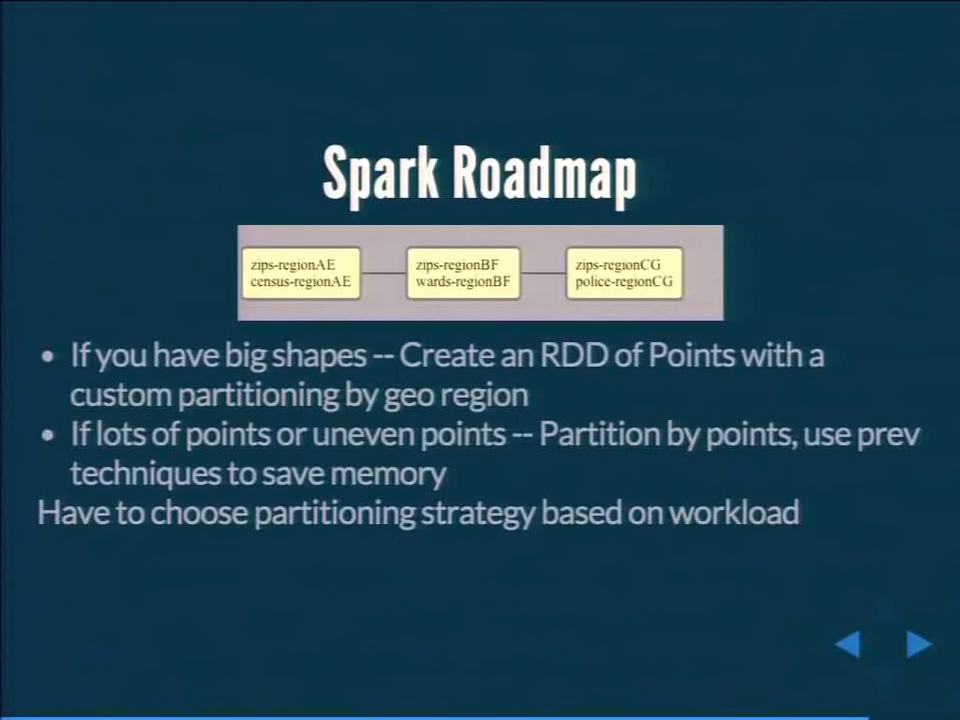 Spark Roadmap
zips-regionAE
census-regionAE
zips-regionBF
wards-regionBF
zips-regionCG
police-regionCG
• If you have big shapes -- Create an RDD of Points with a
custom partitioning by geo region
• If lots of points or uneven points -- Partition by points, use prev
techniques to save memory
Have to choose partitioning strategy based on workload